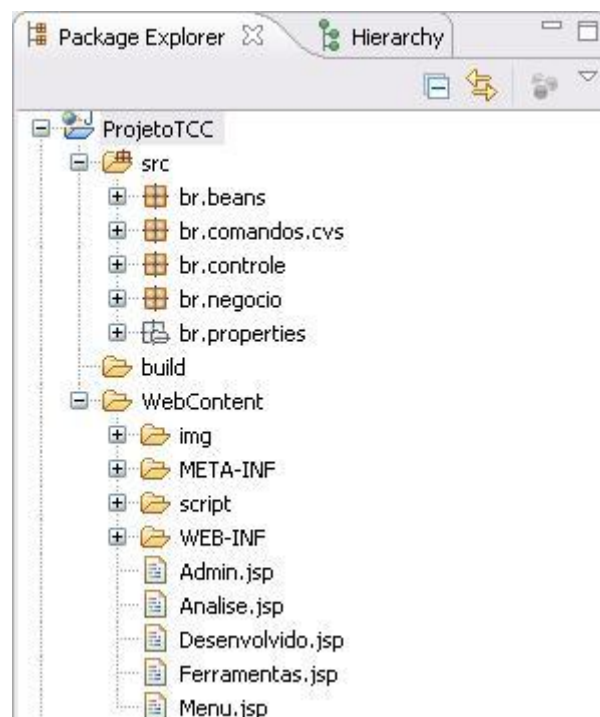 Package Explorer Hierarchy
ProjetoTCC
src
br.beans
br.comandos.cvs
br.controle
br.negocio
br.properties
build
WebContent
img
META-INF
script
WEB-INF
Admin.jsp
Analise.jsp
Desenvolvido.jsp
Ferramentas.jsp
Menu.jsp